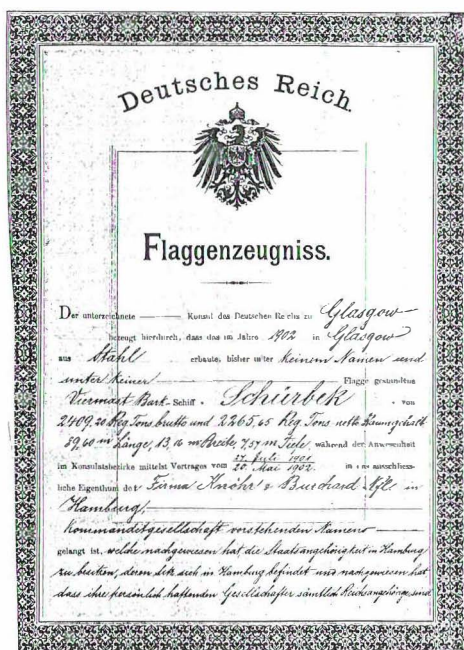 Deutsches Reich.
Flaggenzeugniss.
Der unterzeichnete Konsul des Deutschen Reichs zu Glasgow
bezeugt hierdurch, dass das im Jahre 1902 in Glasgow
aus Stahl erbaute, bisher unter keinem Namen und
unter keiner Flagge gestandene
Viermast Bark-Schiff "Schürbek" von
2409,20 Reg Tons brutto und 2265,65 Reg Tons netto Raumgehalt
89,60 m Länge, 13,16 m Breite, 7,57 m Tiefe, während der Anwesenheit
im Konsulatsbezirke mittelst Vertrages vom 27. Juli 1901
20. Mai 1902. in das ausschliess-
liche Eigenthum der Firma Knöhr & Burchard Nfl. in
Hamburg,
Kommanditgesellschaft vorstehenden Namens
gelangt ist, welche nachgewiesen hat die Staatsangehörigkeit in Hamburg
zu besitzen, deren Sitz sich in Hamburg befindet und nachgewiesen hat
dass ihre persönlich haftenden Gesellschafter sämtlich Reichsangehörige sind